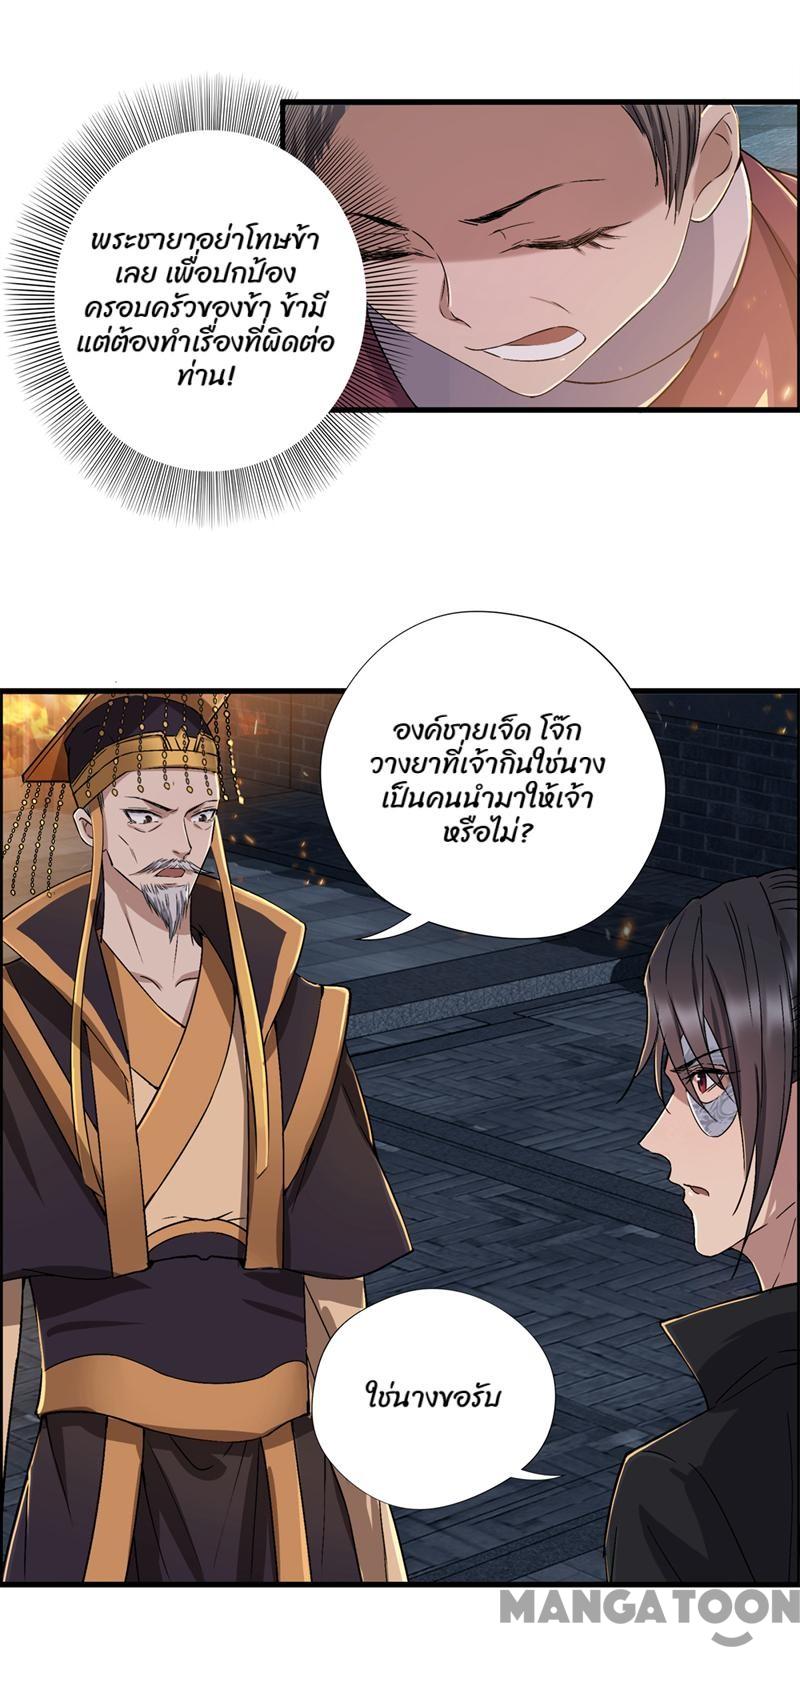 พระชายาอย่าโทษข้า
เลย เพื่อปกป้อง
ครอบครัวของข้า ข้ามี
แต่ต้องทำเรื่องที่ผิดต่อ
ท่าน!
องค์ชายเจ็ด โจ๊ก
วางยาที่เจ้ากินใช่นาง
เป็นคนนำมาให้เจ้า
หรือไม่?
ใช่นางขอรับ
MANGATOON